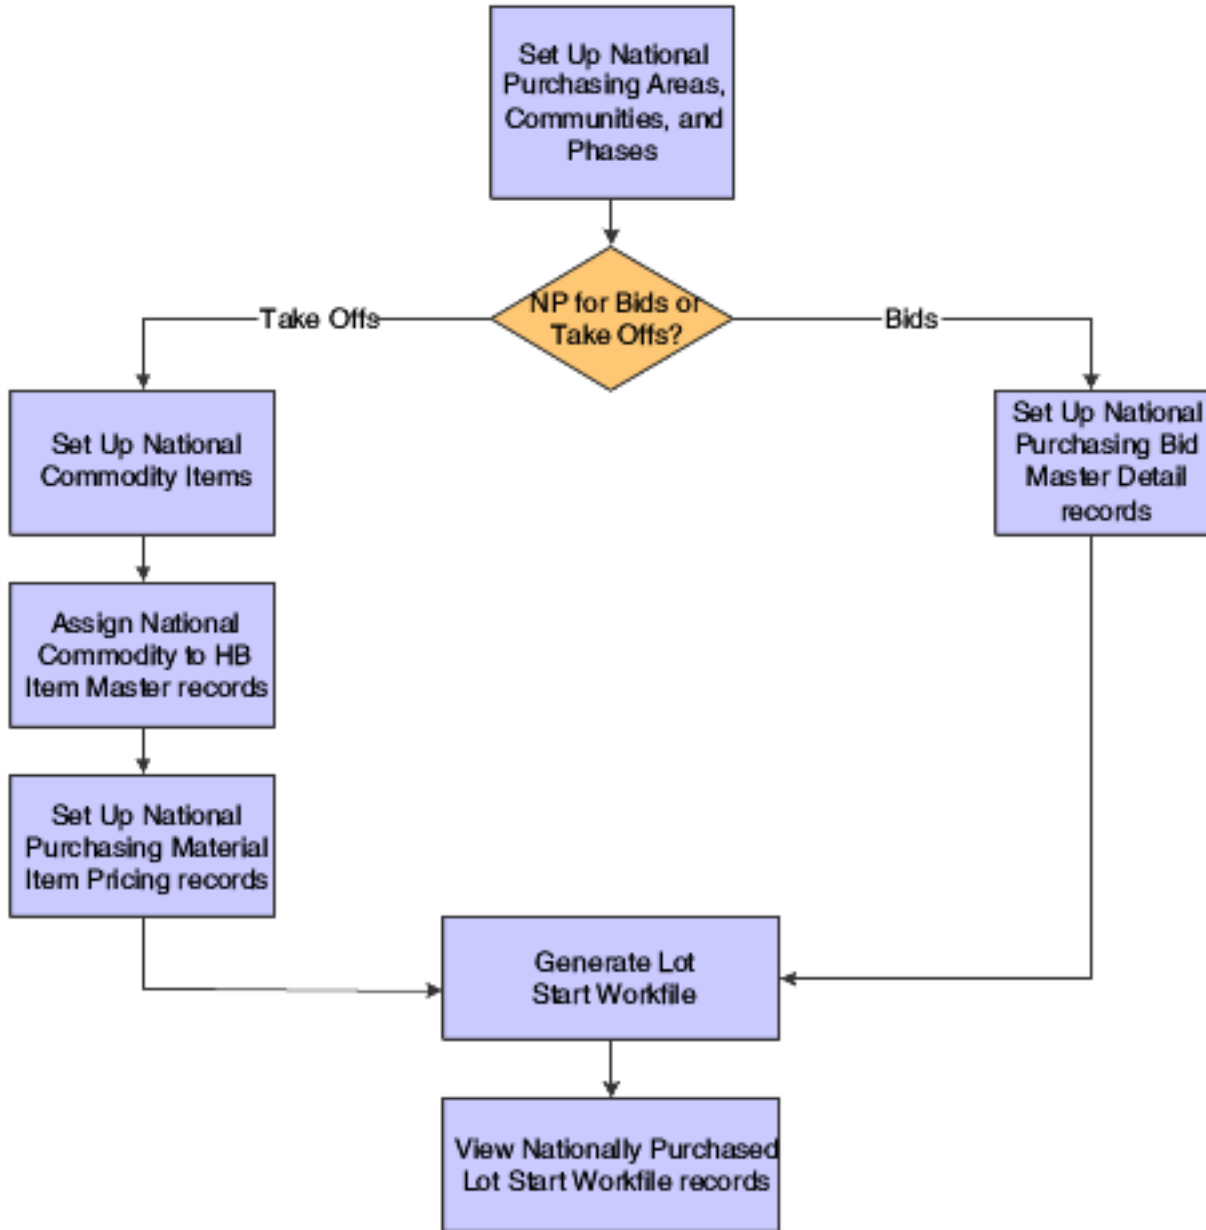 Set Up National
Purchasing Areas,
Communities, and
Phases
NP for Bids or
Take Offs?
Take Offs
Bids
Set Up National
Commodity Items
Set Up National
Purchasing Bid
Master Detail
records
Assign National
Commodity to HB
Item Master records
Set Up National
Purchasing Material
Item Pricing records
Generate Lot
Start Workfile
View Nationally Purchased
Lot Start Workfile records